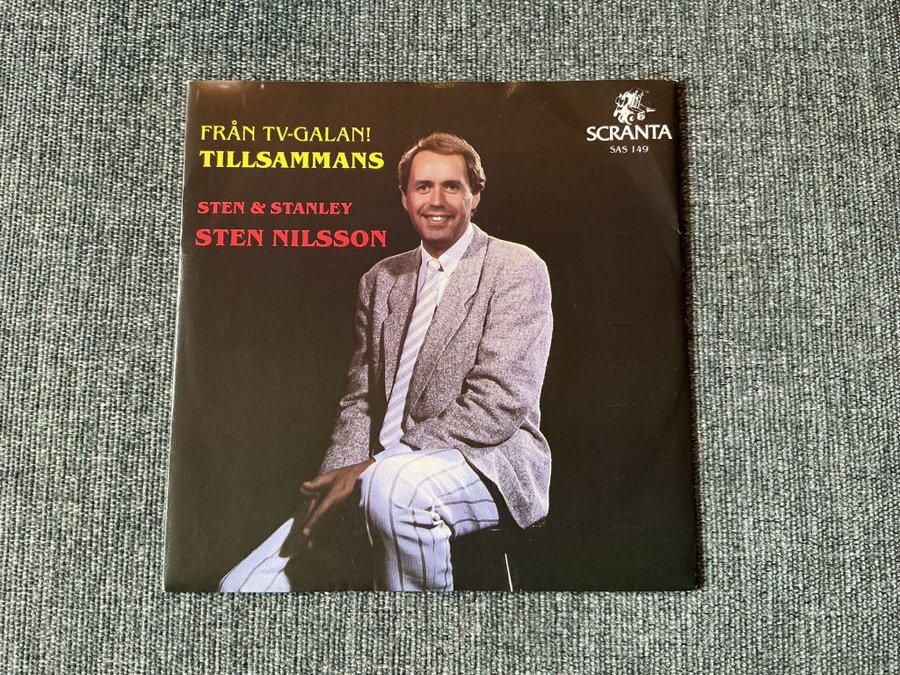 FRÅN TV-GALAN!
TILLSAMMANS
STEN & STANLEY
STEN NILSSON
SCRANTA
SAS 149